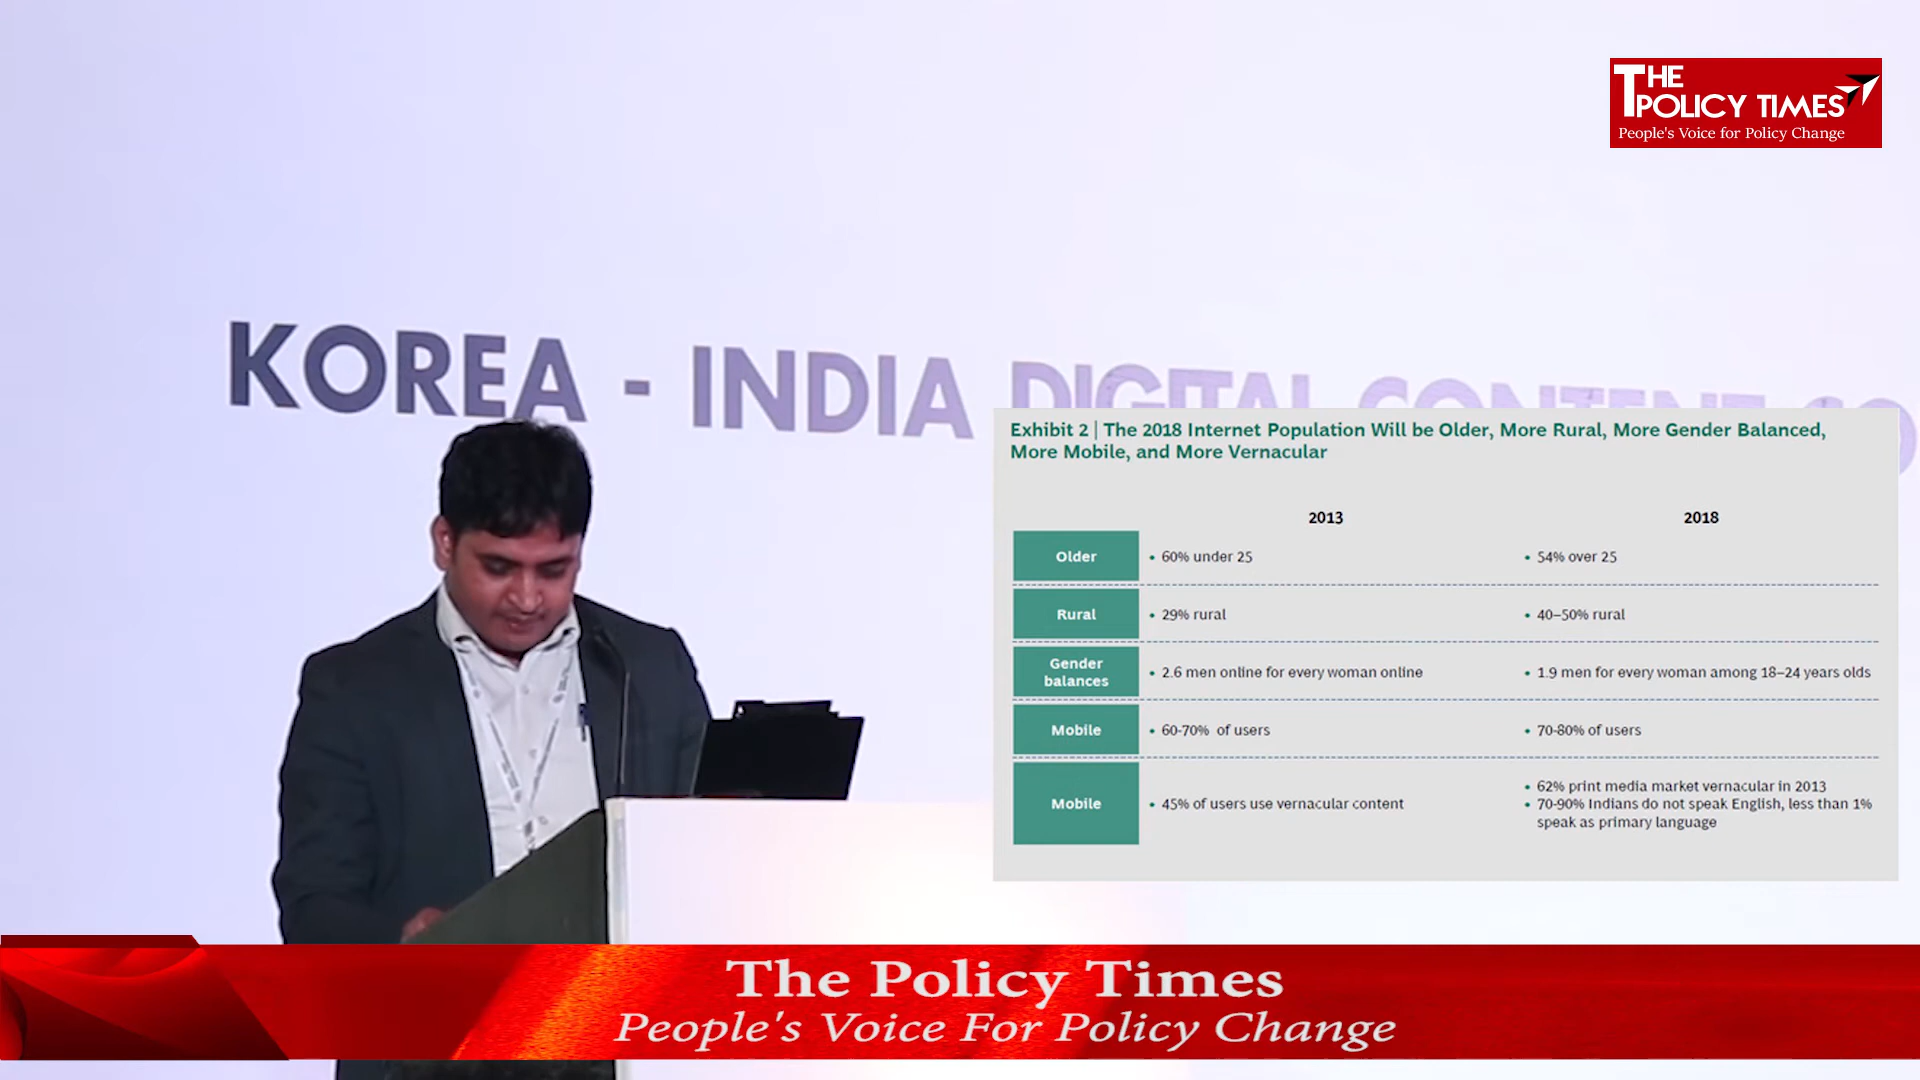 THE
POLICY TIMES
People's Voice for Policy Change
KOREA - INDIA DIGITAL CONTENT
Exhibit 2 | The 2018 Internet Population Will be Older, More Rural, More Gender Balanced,
More Mobile, and More Vernacular
2013 2018
Older • 60% under 25 • 54% over 25
Rural • 29% rural • 40–50% rural
Gender
balances • 2.6 men online for every woman online • 1.9 men for every woman among 18–24 years olds
Mobile • 60-70% of users • 70-80% of users
Mobile • 45% of users use vernacular content • 62% print media market vernacular in 2013
• 70-90% Indians do not speak English, less than 1%
speak as primary language
The Policy Times
People's Voice For Policy Change